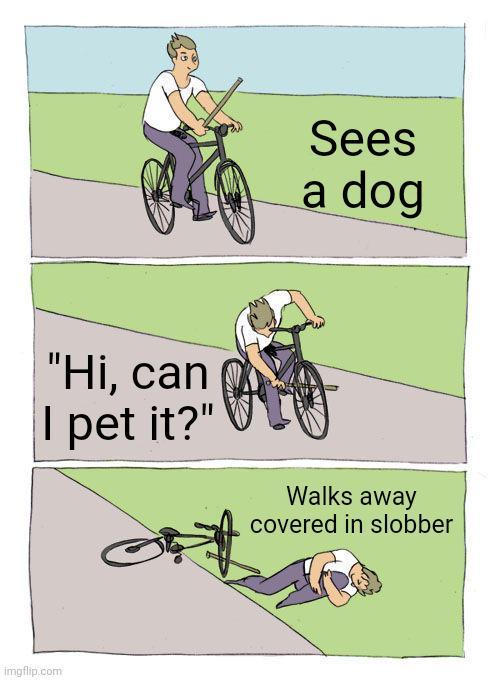 Sees
a dog
"Hi, can
I pet it?"
Walks away
covered in slobber
imgflip.com